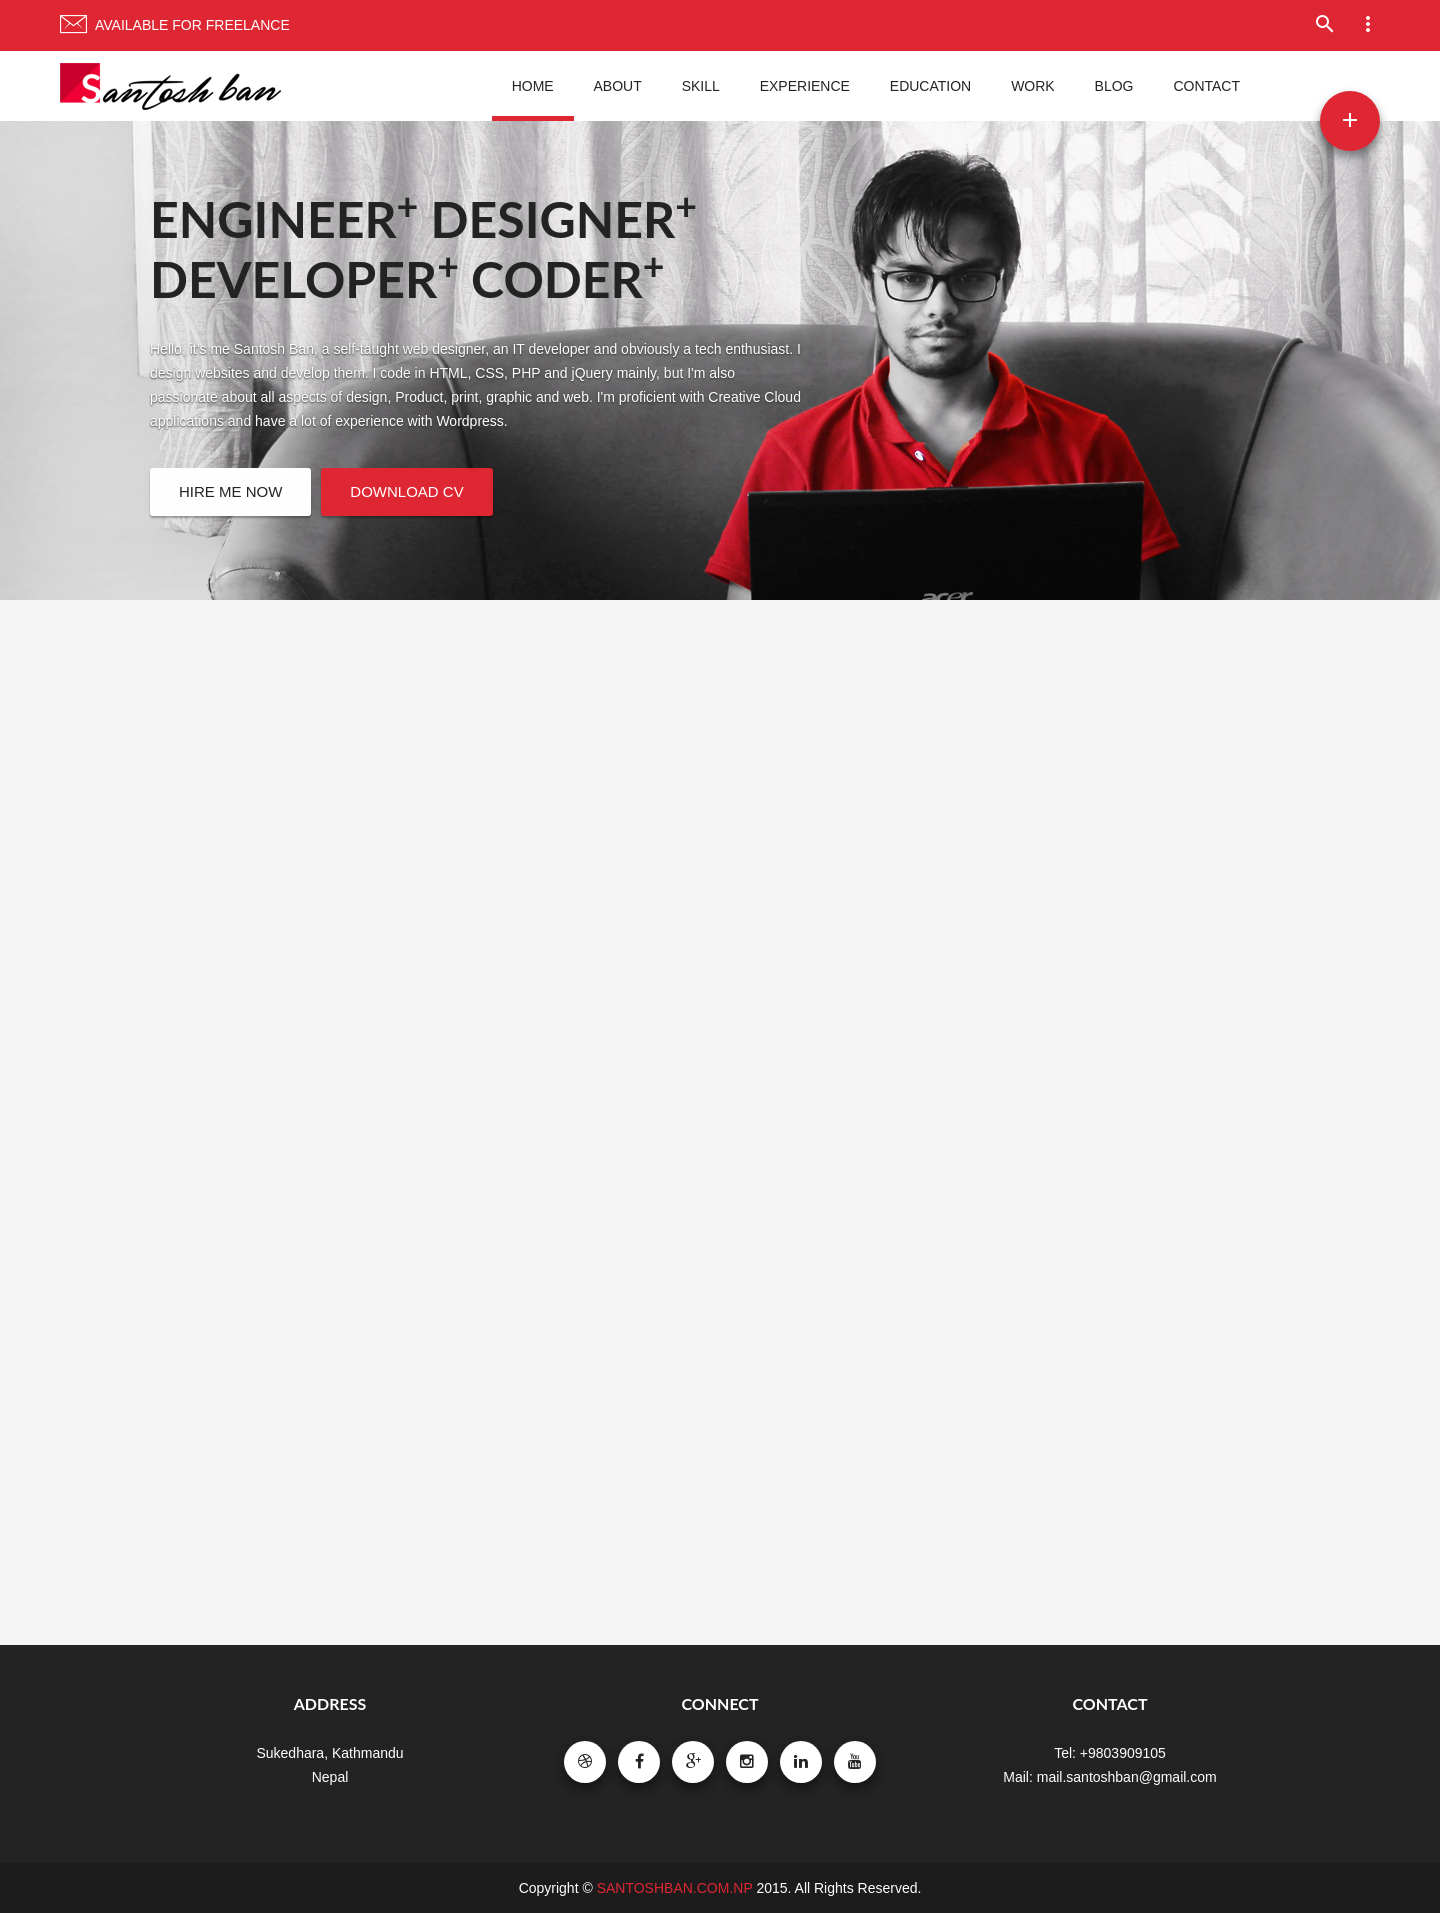 AVAILABLE FOR FREELANCE
Santosh ban
HOME ABOUT SKILL EXPERIENCE EDUCATION WORK BLOG CONTACT
+
ENGINEER+ DESIGNER+
DEVELOPER+ CODER+
Hello, it's me Santosh Ban, a self-taught web designer, an IT developer and obviously a tech enthusiast. I
design websites and develop them. I code in HTML, CSS, PHP and jQuery mainly, but I'm also
passionate about all aspects of design, Product, print, graphic and web. I'm proficient with Creative Cloud
applications and have a lot of experience with Wordpress.
HIRE ME NOW DOWNLOAD CV
acer
ADDRESS
Sukedhara, Kathmandu
Nepal
CONNECT
CONTACT
Tel: +9803909105
Mail: mail.santoshban@gmail.com
Copyright © SANTOSHBAN.COM.NP 2015. All Rights Reserved.